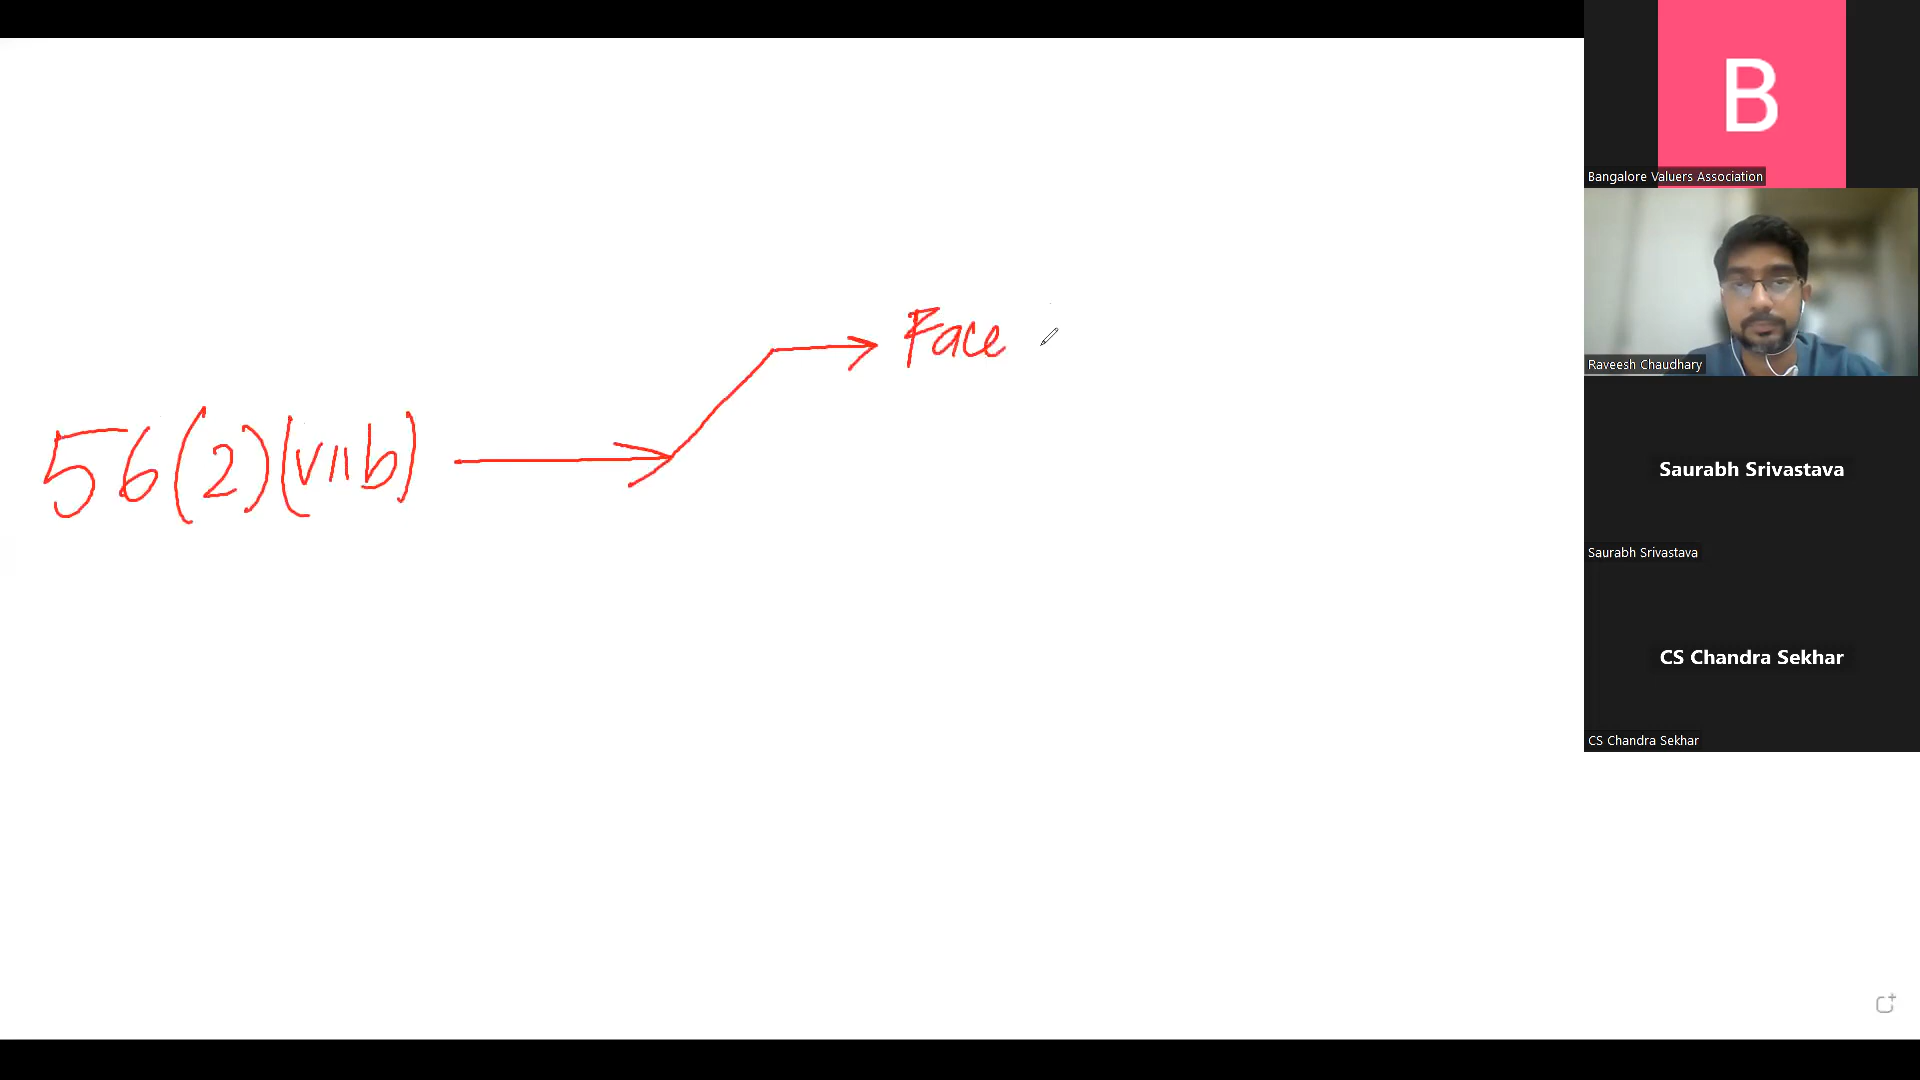 B
Bangalore Valuers Association
Face
Raveesh Chaudhary
56(2)(viib)
Saurabh Srivastava
Saurabh Srivastava
CS Chandra Sekhar
CS Chandra Sekhar